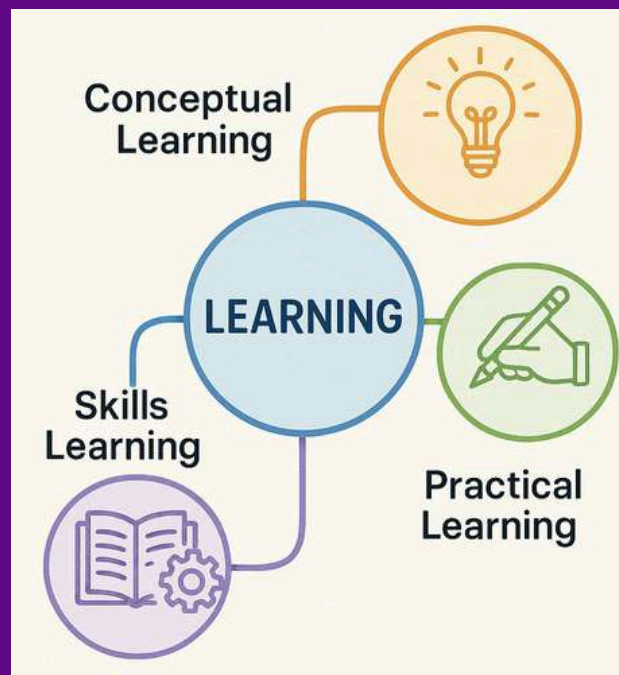 Conceptual
Learning
LEARNING
Skills
Learning
Practical
Learning